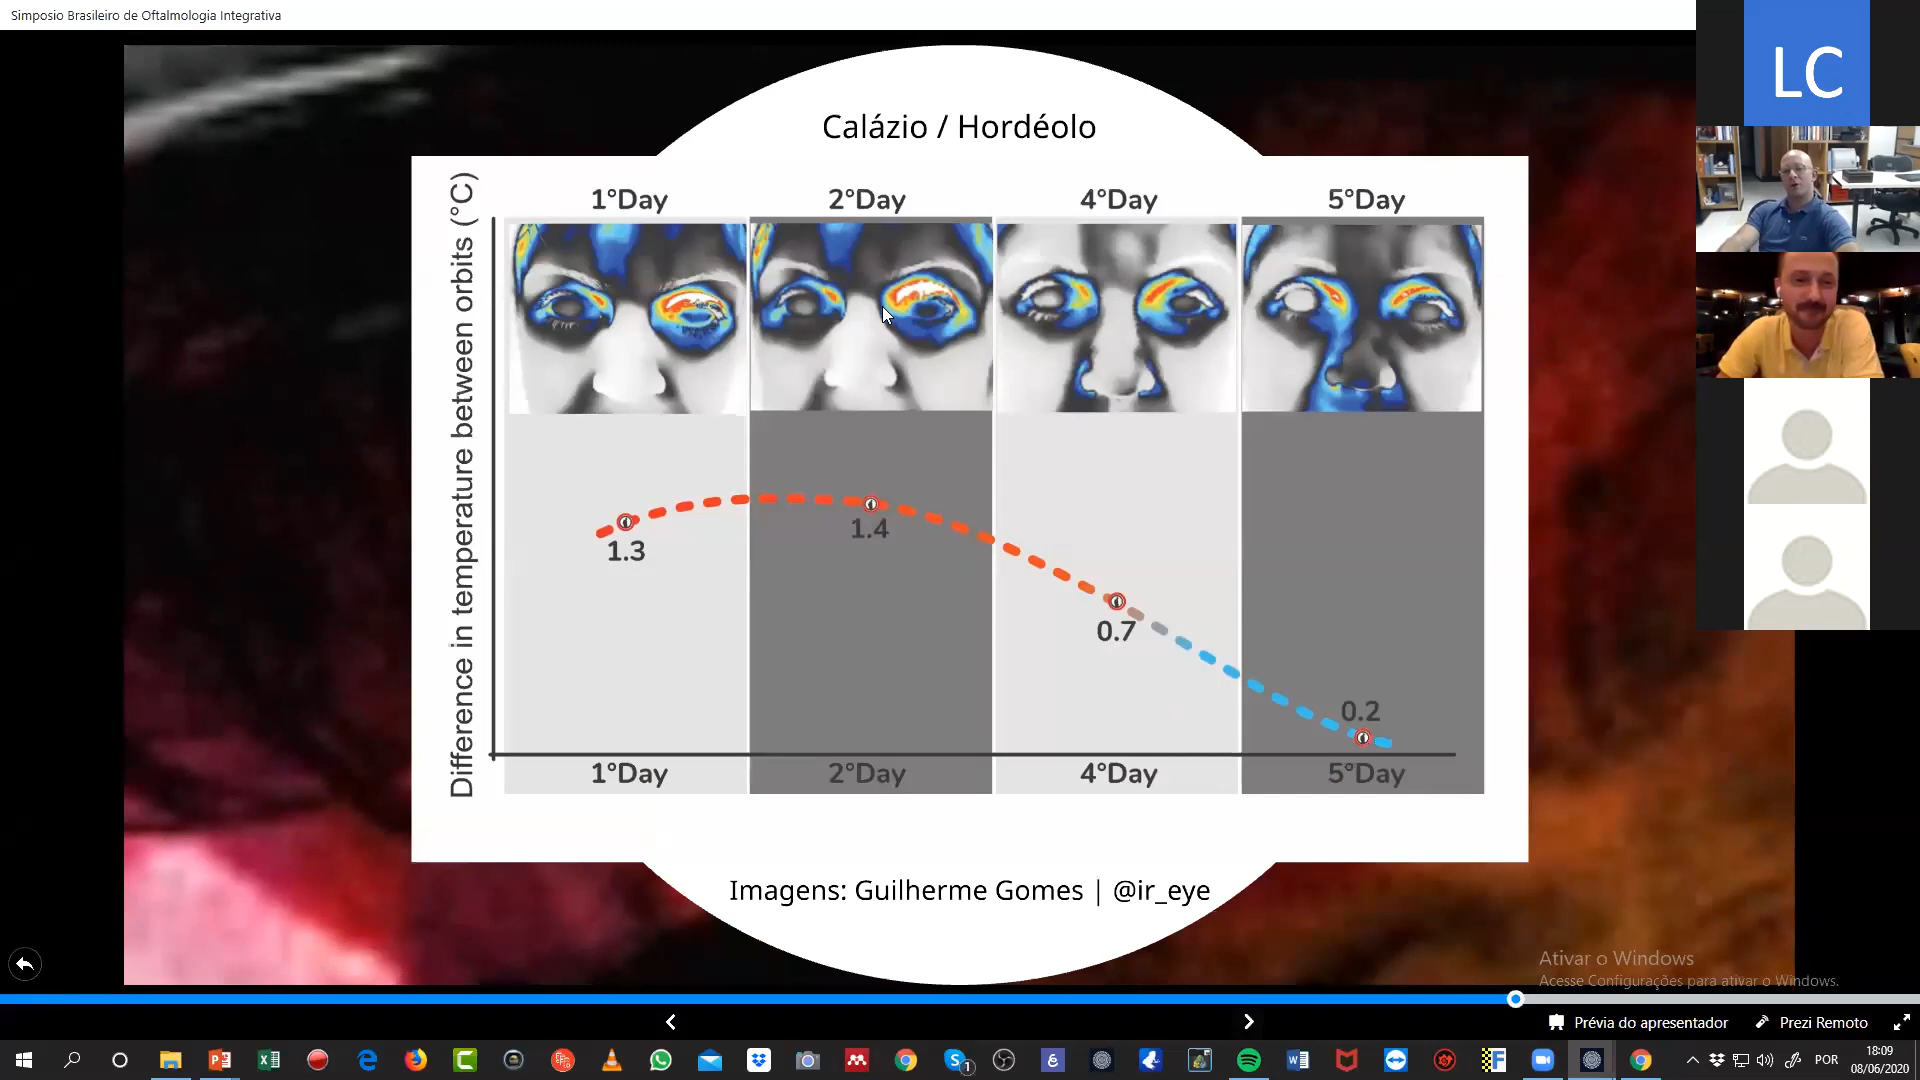 Simposio Brasileiro de Oftalmologia Integrativa
LC
Calázio / Hordéolo
Difference in temperature between orbits (°C)
1°Day 2°Day 4°Day 5°Day
1.3
1.4
0.7
0.2
1°Day 2°Day 4°Day 5°Day
Imagens: Guilherme Gomes | @ir_eye
Ativar o Windows
Acesse Configurações para ativar o Windows.
Prévia do apresentador Prezi Remoto
1
POR
18:09
08/06/2020